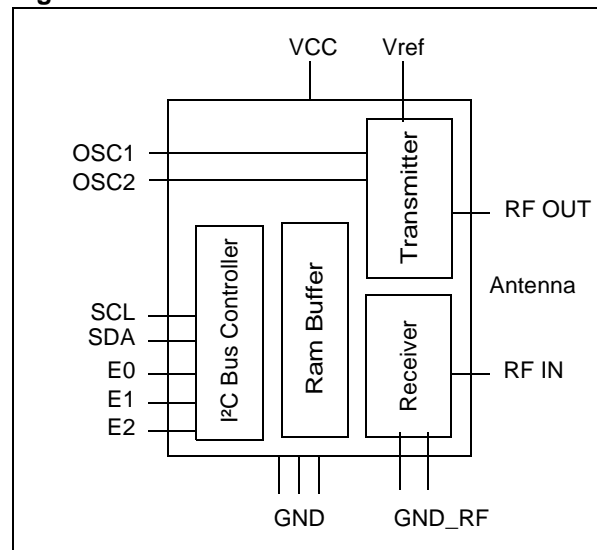 VCC
Vref
OSC1
OSC2
Transmitter
RF OUT
Antenna
I²C Bus Controller
Ram Buffer
SCL
SDA
E0
E1
E2
Receiver
RF IN
GND
GND_RF